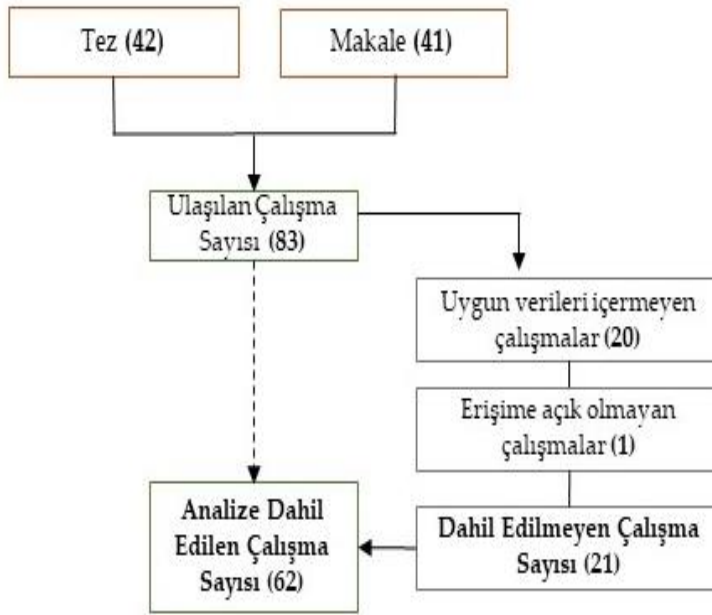 Tez (42)
Makale (41)
Ulaşılan Çalışma
Sayısı (83)
Uygun verileri içermeyen
çalışmalar (20)
Erişime açık olmayan
çalışmalar (1)
Dahil Edilmeyen Çalışma
Sayısı (21)
Analize Dahil
Edilen Çalışma
Sayısı (62)